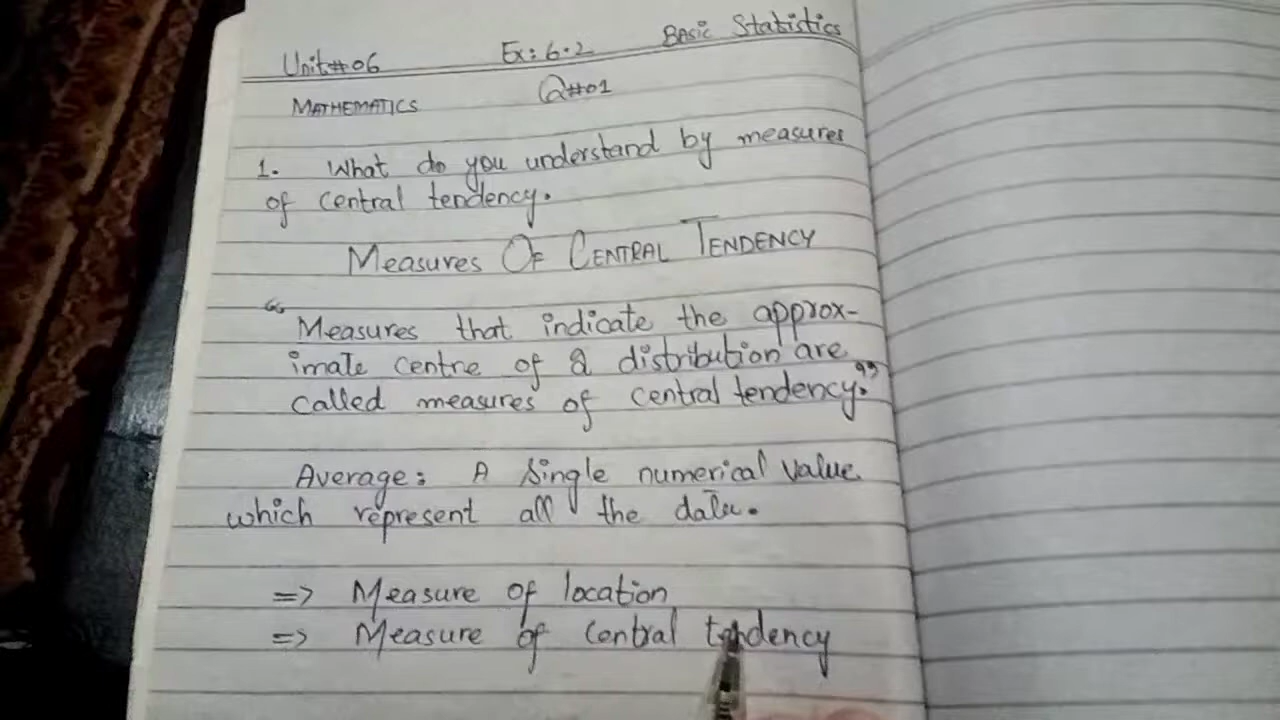 Unit#06 Ex: 6.2 Basic Statistics
MATHEMATICS Q#01
1. What do you understand by measures
of central tendency.
Measures OF CENTRAL TENDENCY
“Measures that indicate the approx-
imate centre of a distribution are
called measures of central tendency.”
Average: A single numerical value
which represent all the data.
=> Measure of location
=> Measure of central tendency